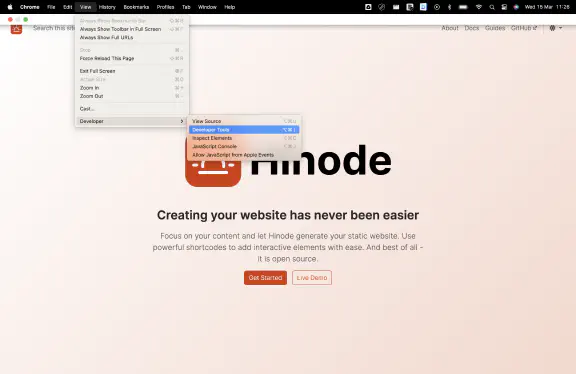 Chrome File Edit View History Bookmarks Profiles Tab Window Help Wed 15 Mar 11:26
Search this sit
About Docs Guides GitHub
Always Show Toolbar in Full Screen
Always Show Full URLs
Stop
Force Reload This Page
Exit Full Screen
Actual Size
Zoom In
Zoom Out
Cast...
Developer
View Source
Developer Tools
Inspect Elements
JavaScript Console
Allow JavaScript from Apple Events
Hinode
Creating your website has never been easier
Focus on your content and let Hinode generate your static website. Use
powerful shortcodes to add interactive elements with ease. And best of all -
it is open source.
Get Started Live Demo